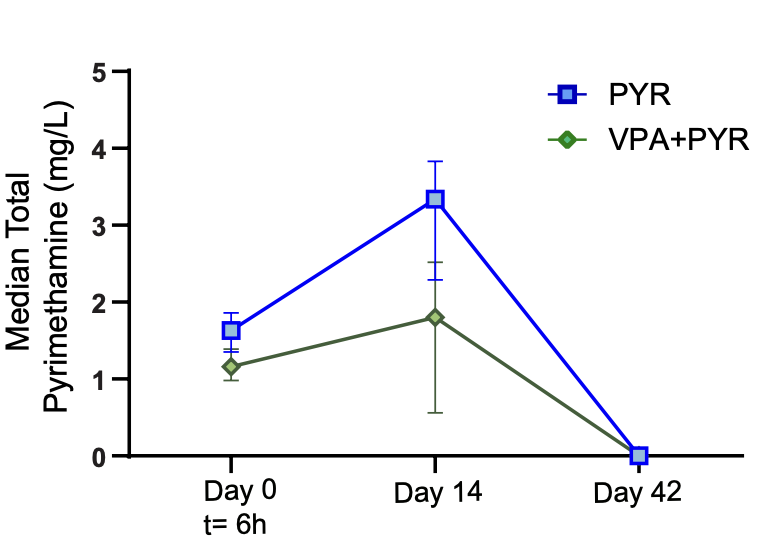 5
4
3
2
1
0
Median Total
Pyrimethamine (mg/L)
PYR
VPA+PYR
Day 0
t= 6h
Day 14
Day 42